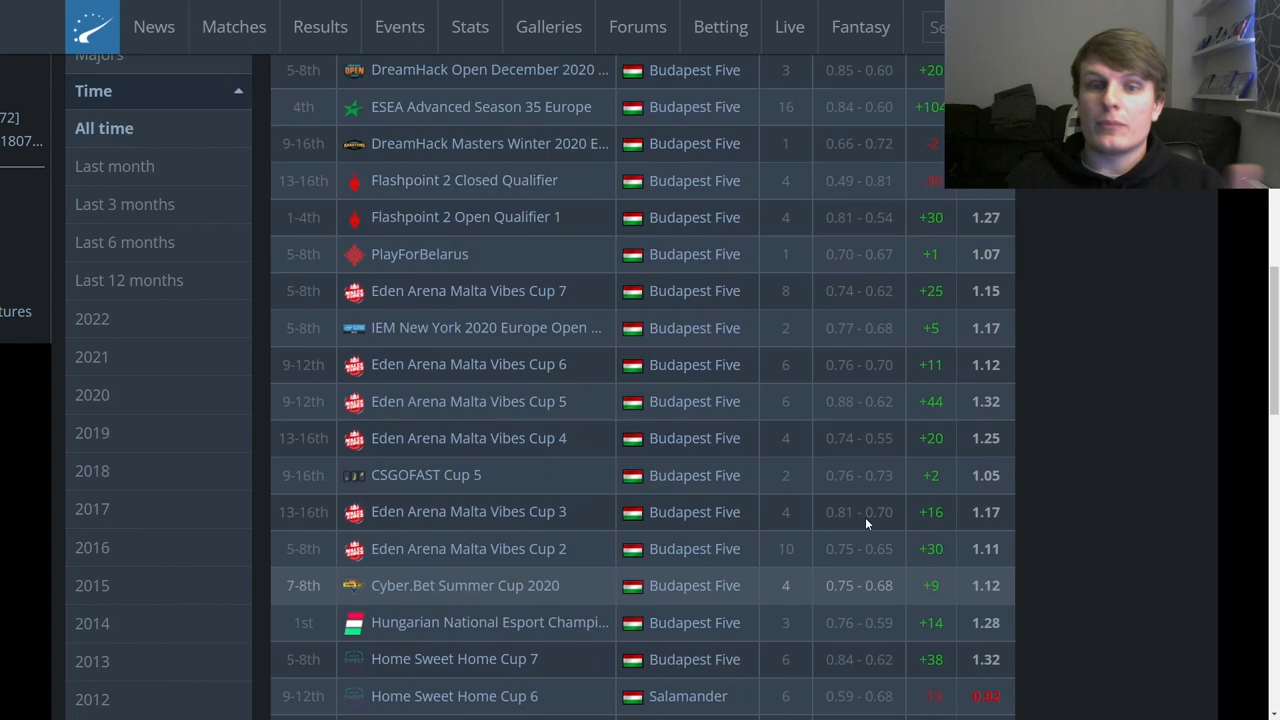 News Matches Results Events Stats Galleries Forums Betting Live Fantasy Se
Majors
Time
All time
Last month
Last 3 months
Last 6 months
Last 12 months
2022
2021
2020
2019
2018
2017
2016
2015
2014
2013
2012
72]
1807...
tures
5-8th DreamHack Open December 2020 ... Budapest Five 3 0.85 - 0.60 +20
4th ESEA Advanced Season 35 Europe Budapest Five 16 0.84 - 0.60 +104
9-16th DreamHack Masters Winter 2020 E... Budapest Five 1 0.66 - 0.72 -2
13-16th Flashpoint 2 Closed Qualifier Budapest Five 4 0.49 - 0.81 -30
1-4th Flashpoint 2 Open Qualifier 1 Budapest Five 4 0.81 - 0.54 +30 1.27
5-8th PlayForBelarus Budapest Five 1 0.70 - 0.67 +1 1.07
5-8th Eden Arena Malta Vibes Cup 7 Budapest Five 8 0.74 - 0.62 +25 1.15
5-8th IEM New York 2020 Europe Open ... Budapest Five 2 0.77 - 0.68 +5 1.17
9-12th Eden Arena Malta Vibes Cup 6 Budapest Five 6 0.76 - 0.70 +11 1.12
9-12th Eden Arena Malta Vibes Cup 5 Budapest Five 6 0.88 - 0.62 +44 1.32
13-16th Eden Arena Malta Vibes Cup 4 Budapest Five 4 0.74 - 0.55 +20 1.25
9-16th CSGOFAST Cup 5 Budapest Five 2 0.76 - 0.73 +2 1.05
13-16th Eden Arena Malta Vibes Cup 3 Budapest Five 4 0.81 - 0.70 +16 1.17
5-8th Eden Arena Malta Vibes Cup 2 Budapest Five 0.75 - 0.65 +30 1.11
7-8th Cyber.Bet Summer Cup 2020 Budapest Five 4 0.75 - 0.68 +9 1.12
1st Hungarian National Esport Champi... Budapest Five 3 0.76 - 0.59 +14 1.28
5-8th Home Sweet Home Cup 7 Budapest Five 6 0.84 - 0.62 +38 1.32
9-12th Home Sweet Home Cup 6 Salamander 6 0.59 - 0.68 -13 0.92